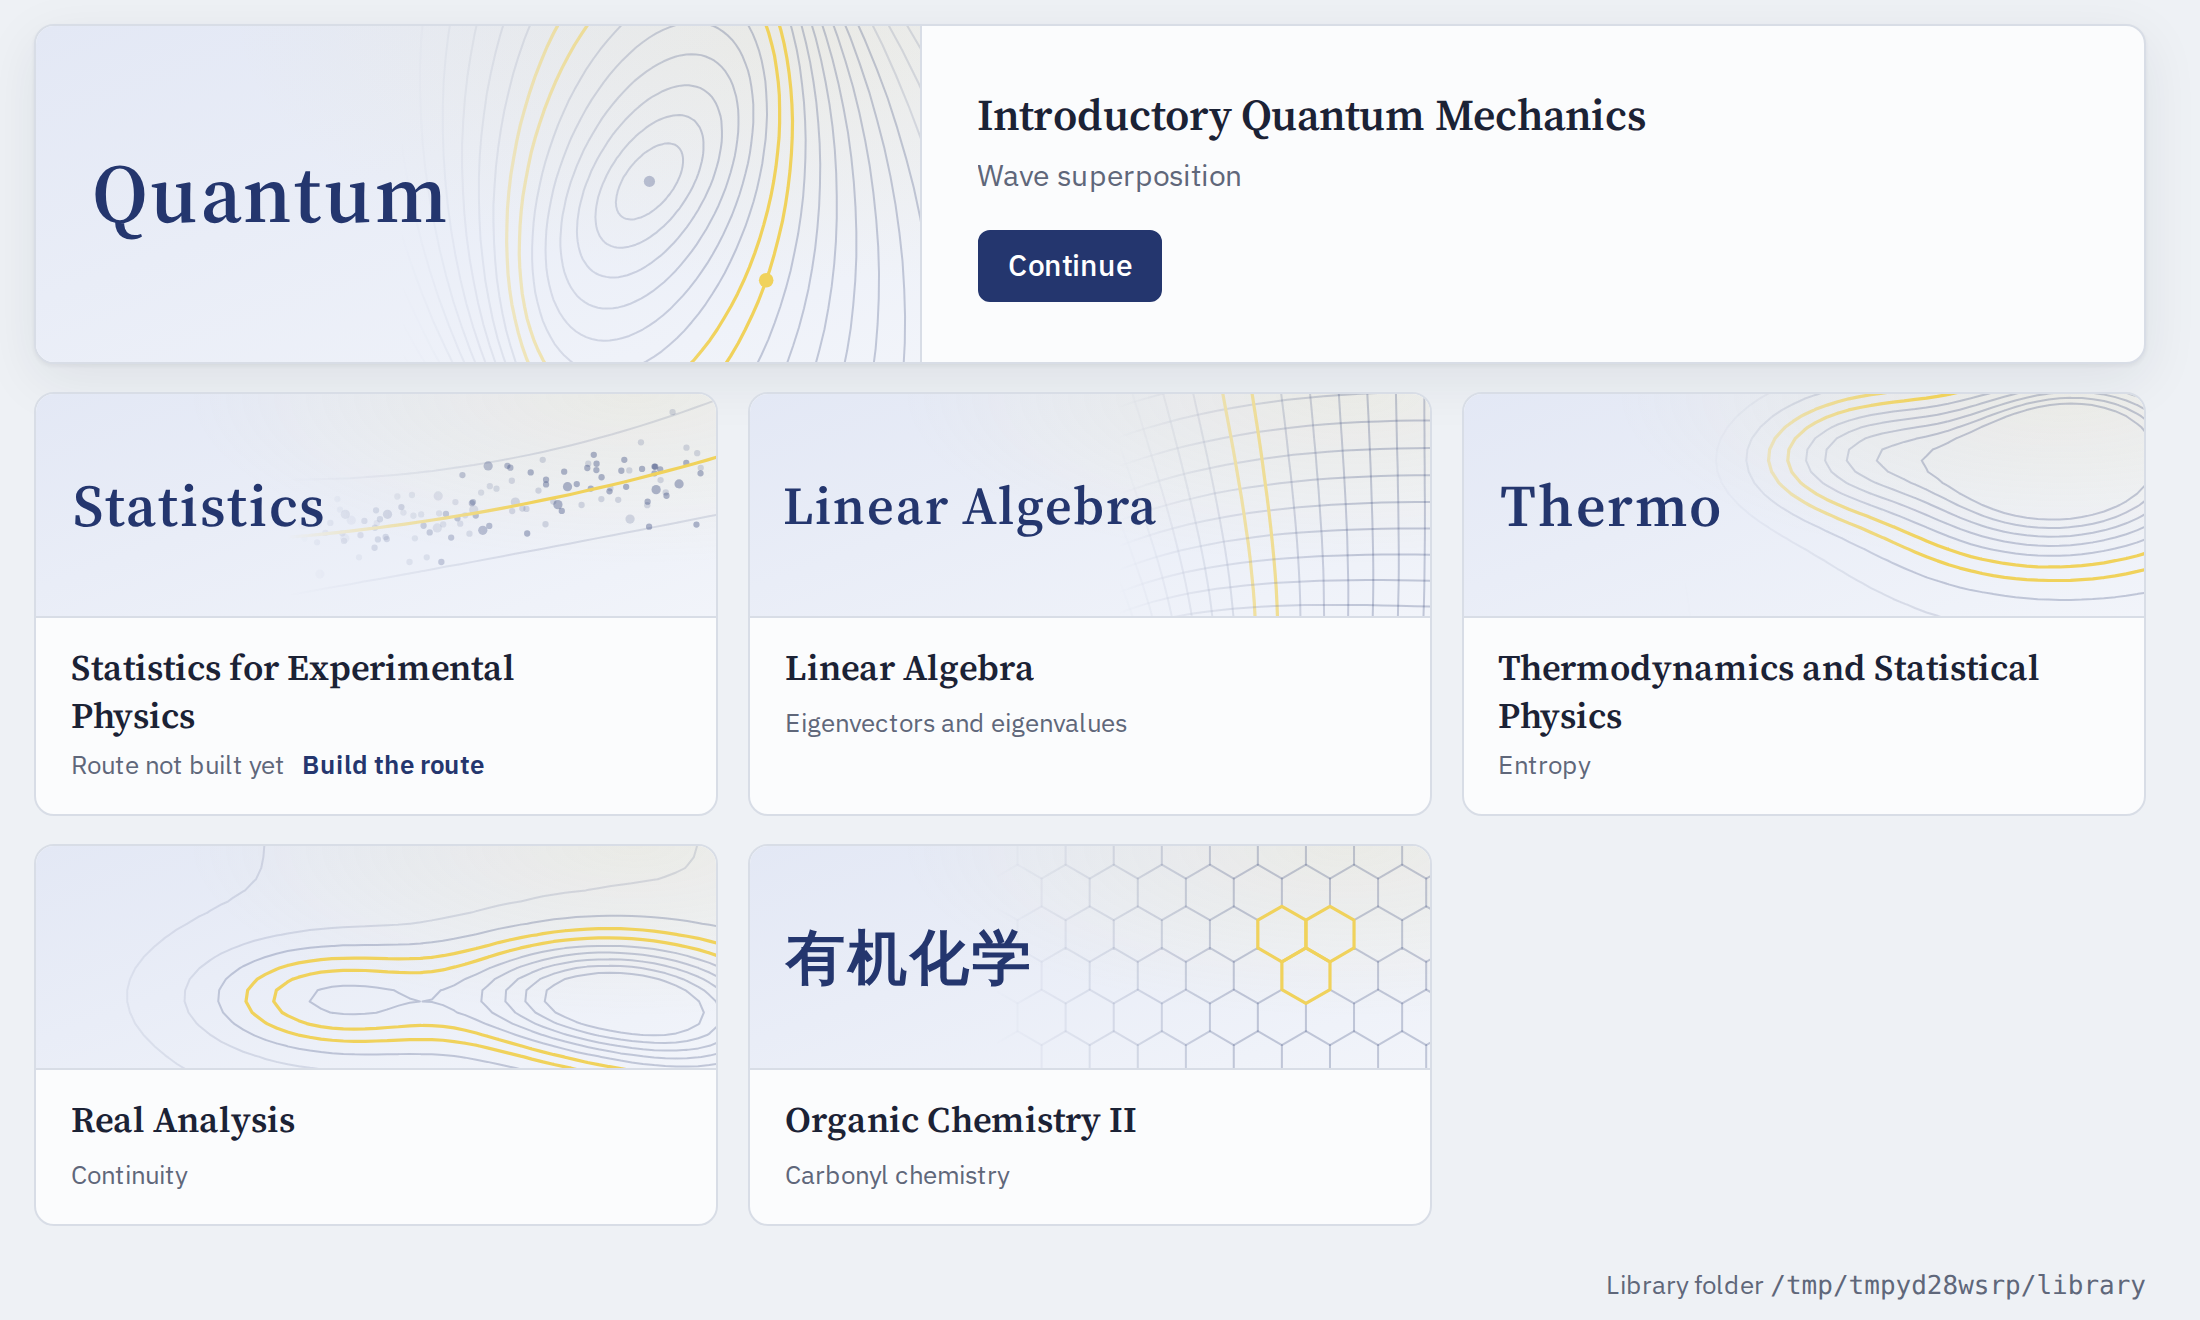 Quantum
Introductory Quantum Mechanics
Wave superposition
Continue
Statistics
Statistics for Experimental
Physics
Route not built yet Build the route
Linear Algebra
Linear Algebra
Eigenvectors and eigenvalues
Thermo
Thermodynamics and Statistical
Physics
Entropy
Real Analysis
Continuity
有机化学
Organic Chemistry II
Carbonyl chemistry
Library folder /tmp/tmpyd28wsrp/library